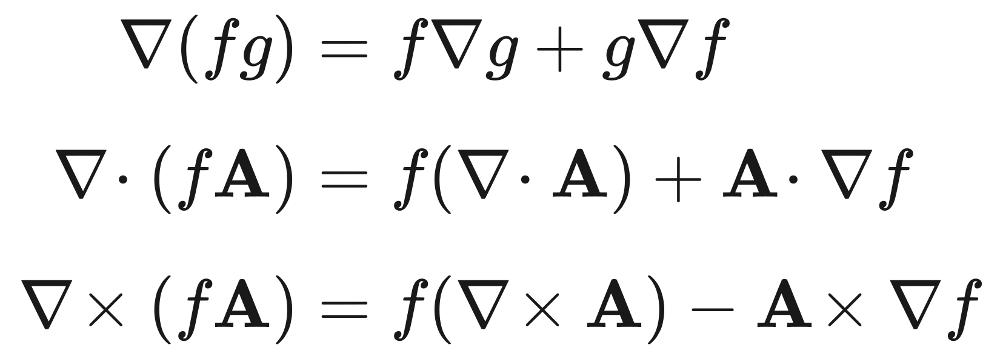 ∇(fg) = f∇g + g∇f
∇· (f𝐀) = f(∇· 𝐀) + 𝐀· ∇f
∇× (f𝐀) = f(∇× 𝐀) − 𝐀× ∇f